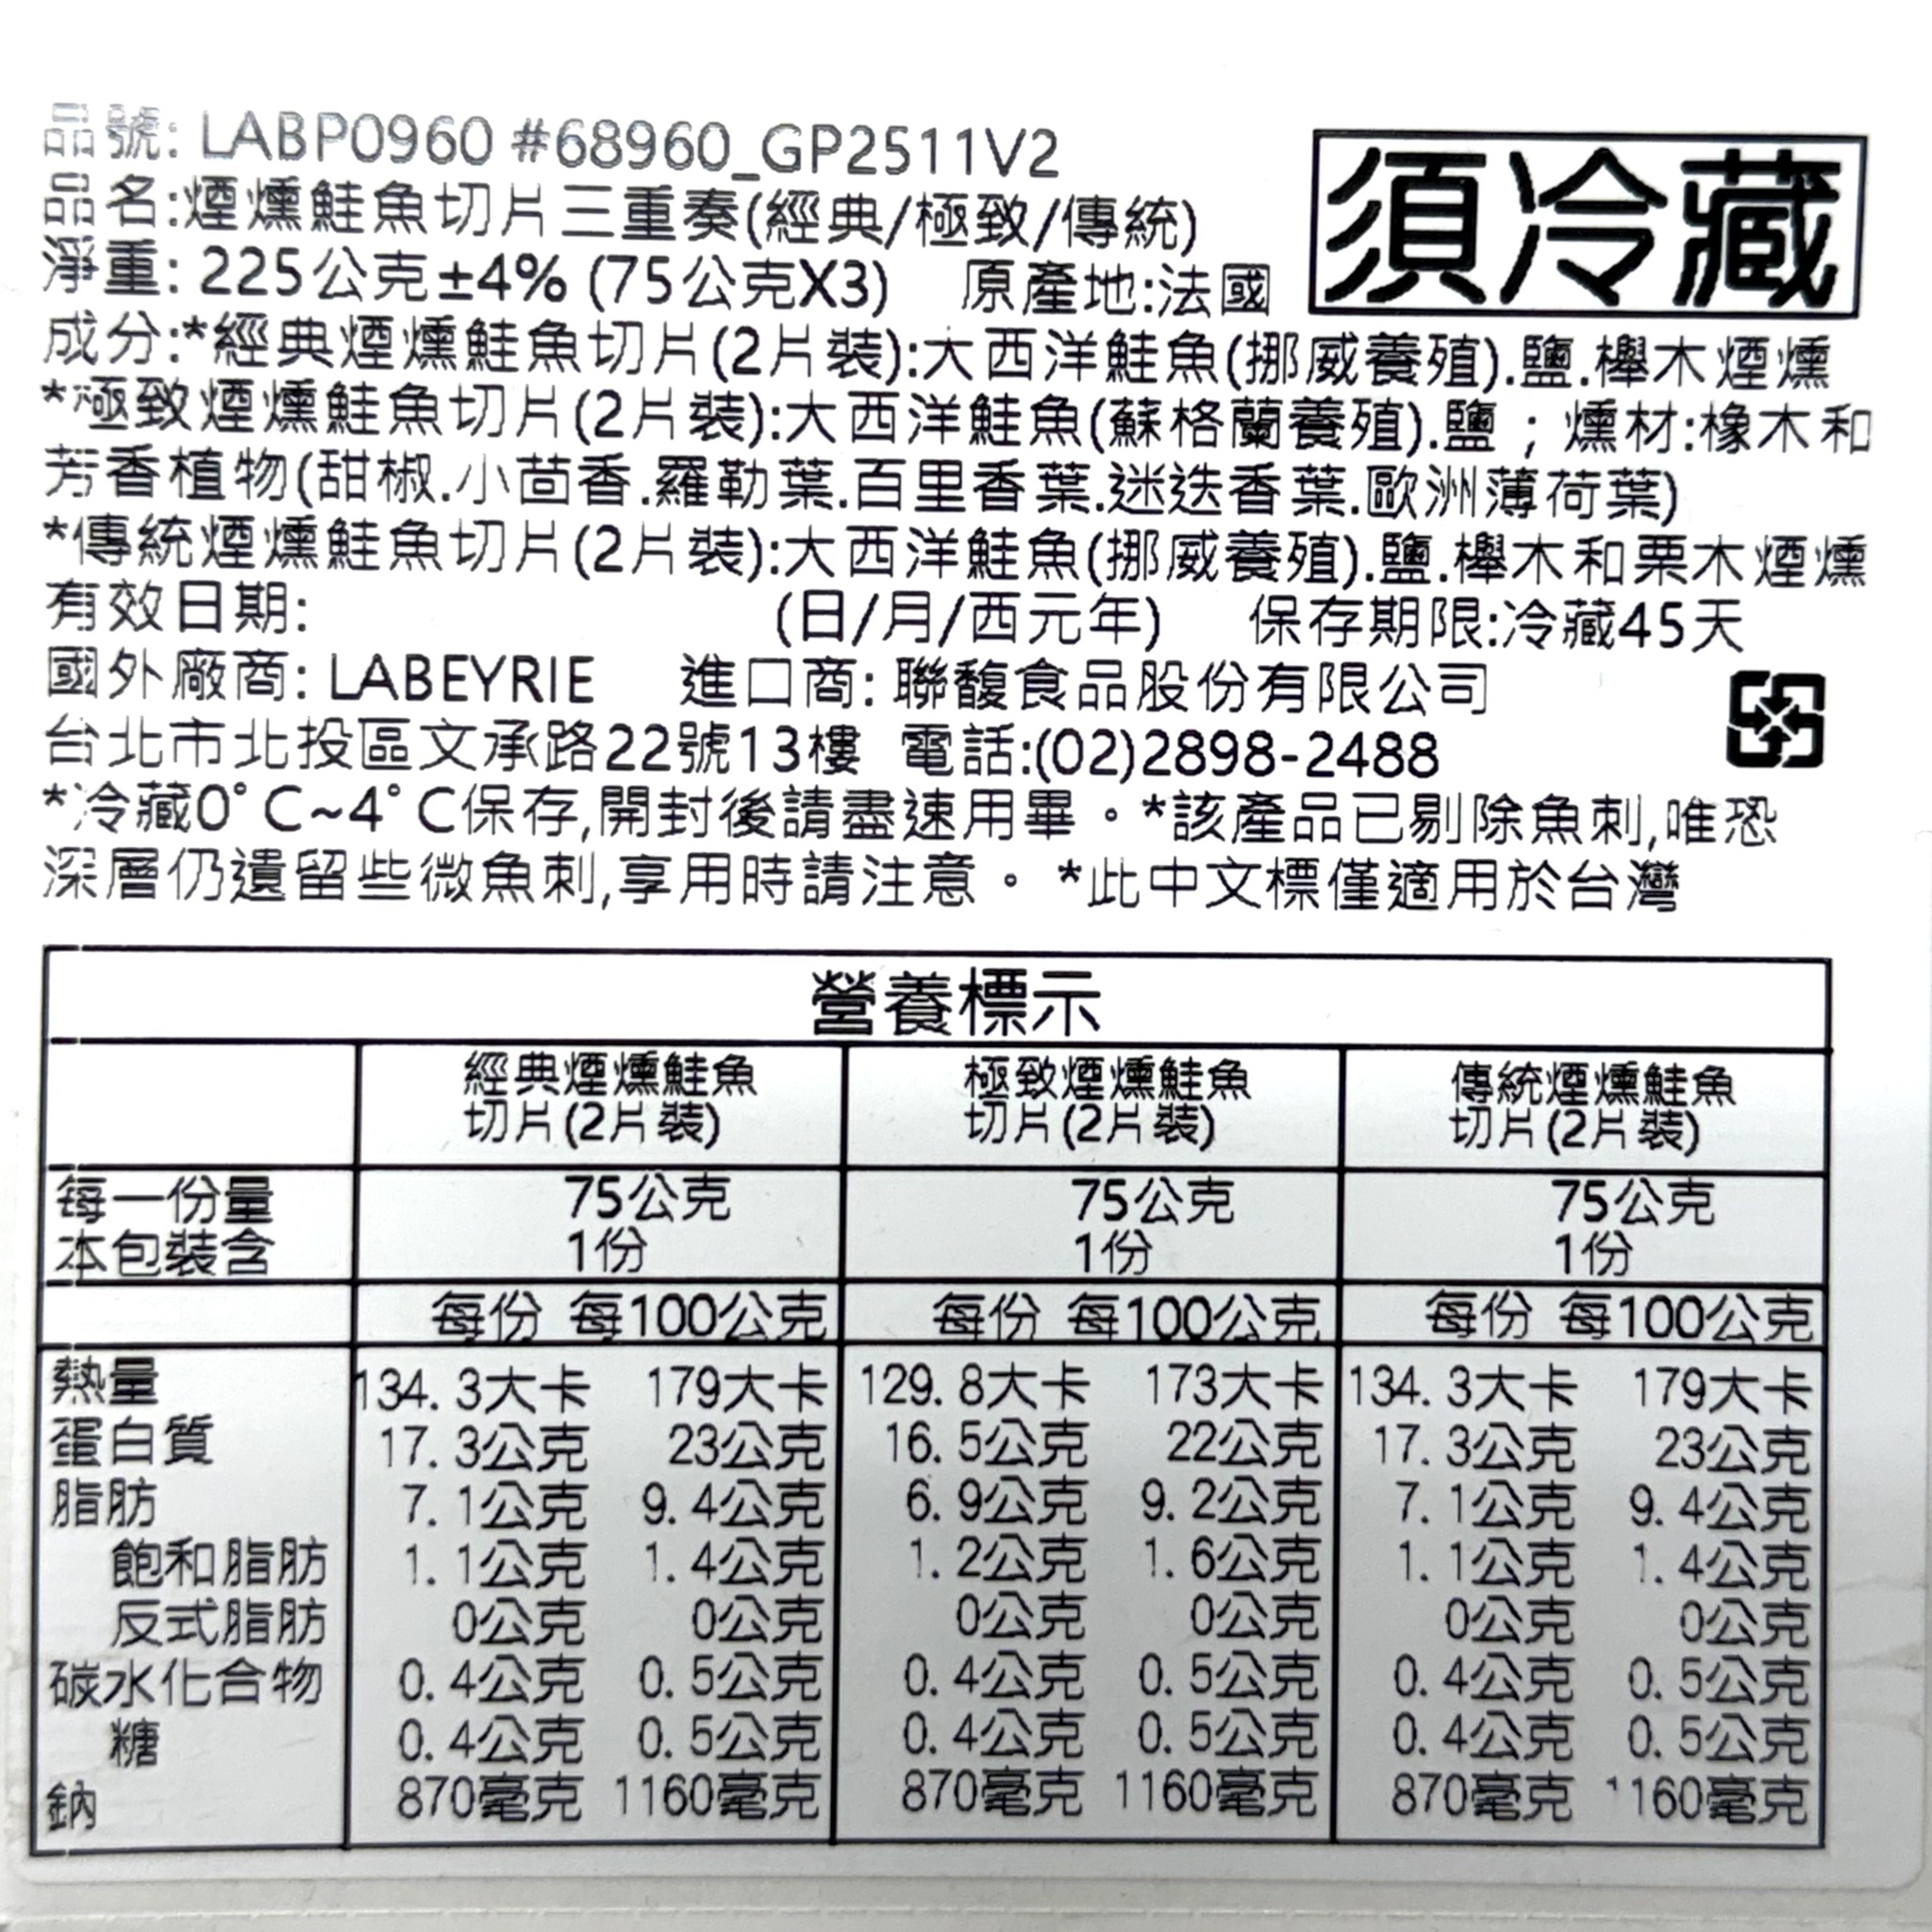 品號: LABP0960 #68960_GP2511V2
品名:煙燻鮭魚切片三重奏(經典/極致/傳統)
須冷藏
淨重: 225公克±4% (75公克X3) 原產地:法國
成分:*經典煙燻鮭魚切片(2片裝):大西洋鮭魚(挪威養殖).鹽.櫸木煙燻
*極致煙燻鮭魚切片(2片裝):大西洋鮭魚(蘇格蘭養殖).鹽；燻材:橡木和
芳香植物(甜椒.小茴香.羅勒葉.百里香葉.迷迭香葉.歐洲薄荷葉)
*傳統煙燻鮭魚切片(2片裝):大西洋鮭魚(挪威養殖).鹽.櫸木和栗木煙燻
有效日期: (日/月/西元年) 保存期限:冷藏45天
國外廠商: LABEYRIE 進口商: 聯馥食品股份有限公司
台北市北投區文承路22號13樓 電話:(02)2898-2488
*冷藏0°C~4°C保存,開封後請盡速用畢。*該產品已剔除魚刺,唯恐
深層仍遺留些微魚刺,享用時請注意。 *此中文標僅適用於台灣
營養標示
經典煙燻鮭魚 極致煙燻鮭魚 傳統煙燻鮭魚
切片(2片裝) 切片(2片裝) 切片(2片裝)
每一份量 75公克 75公克 75公克
本包裝含 1份 1份 1份
每份 每100公克 每份 每100公克 每份 每100公克
熱量 134.3大卡 179大卡 129.8大卡 173大卡 134.3大卡 179大卡
蛋白質 17.3公克 23公克 16.5公克 22公克 17.3公克 23公克
脂肪 7.1公克 9.4公克 6.9公克 9.2公克 7.1公克 9.4公克
飽和脂肪 1.1公克 1.4公克 1.2公克 1.6公克 1.1公克 1.4公克
反式脂肪 0公克 0公克 0公克 0公克 0公克 0公克
碳水化合物 0.4公克 0.5公克 0.4公克 0.5公克 0.4公克 0.5公克
糖 0.4公克 0.5公克 0.4公克 0.5公克 0.4公克 0.5公克
鈉 870毫克 1160毫克 870毫克 1160毫克 870毫克 1160毫克